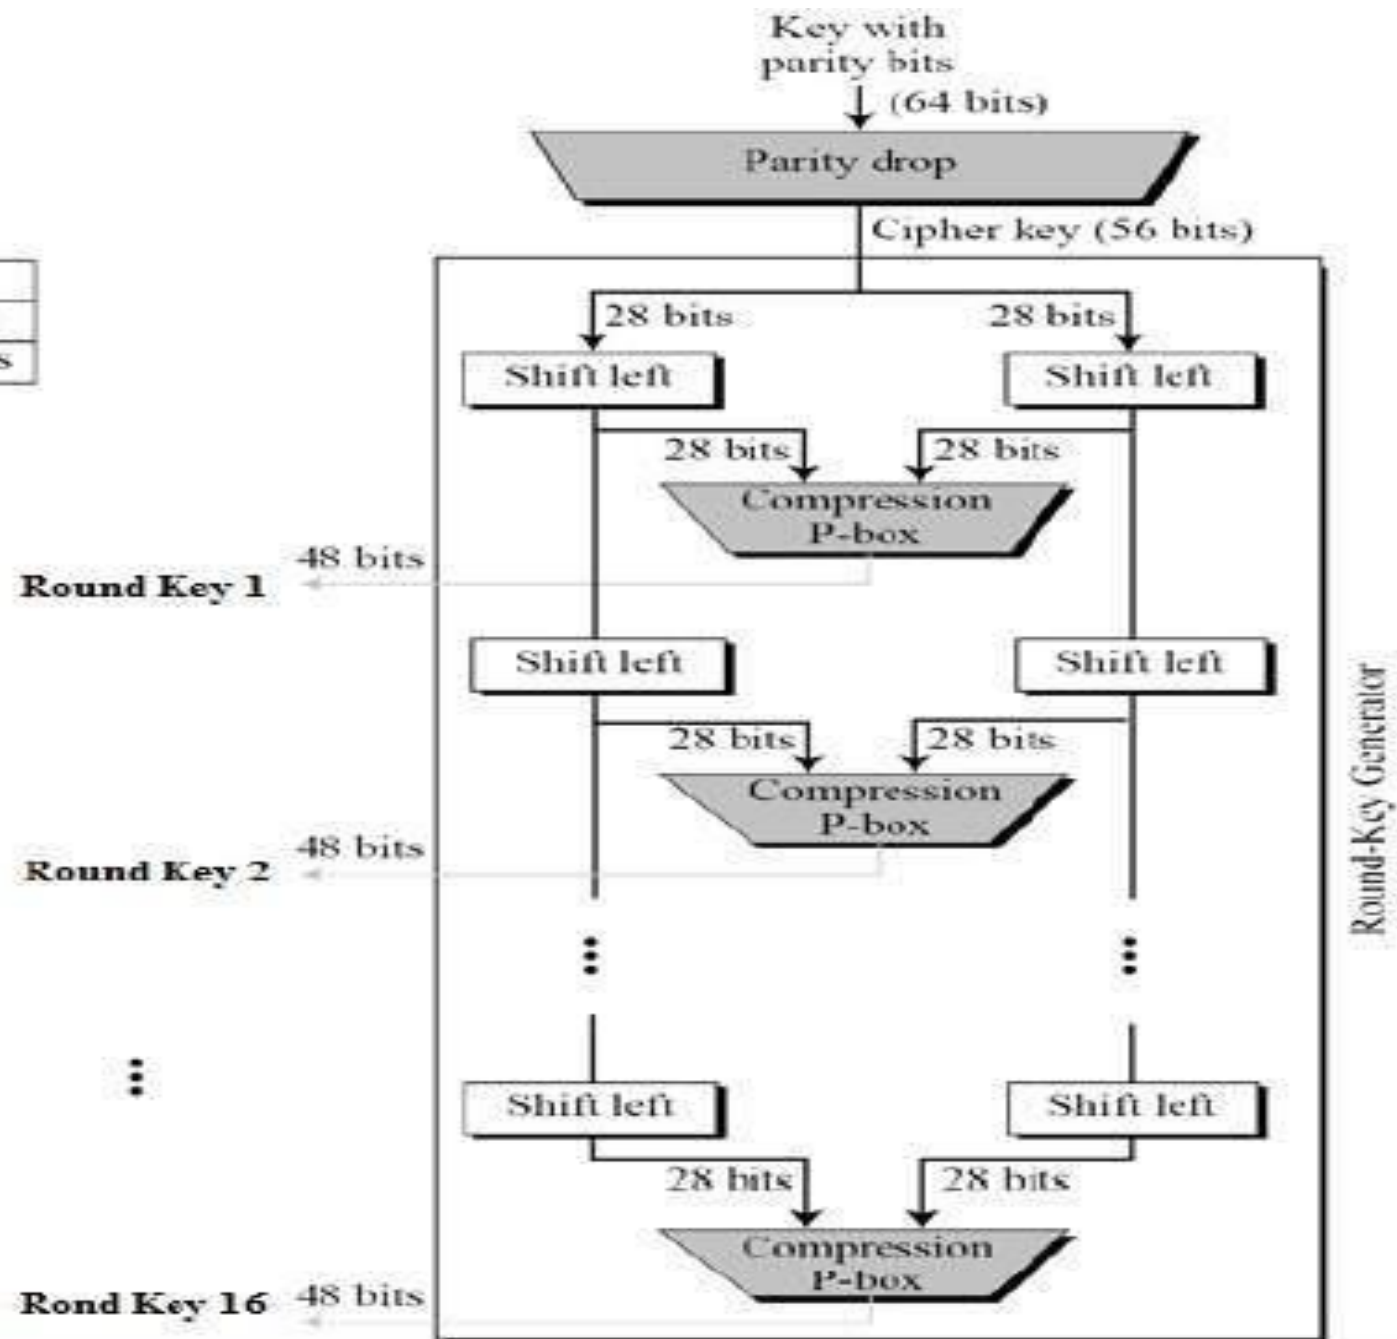 Key with
parity bits
(64 bits)
Parity drop
Cipher key (56 bits)
s
28 bits
28 bits
Shift left
Shift left
28 bits
28 bits
Compression
P-box
48 bits
Round Key 1
Shift left
Shift left
28 bits
28 bits
Compression
P-box
48 bits
Round Key 2
Round-Key Generator
Shift left
Shift left
28 bits
28 bits
Compression
P-box
Rond Key 16
48 bits